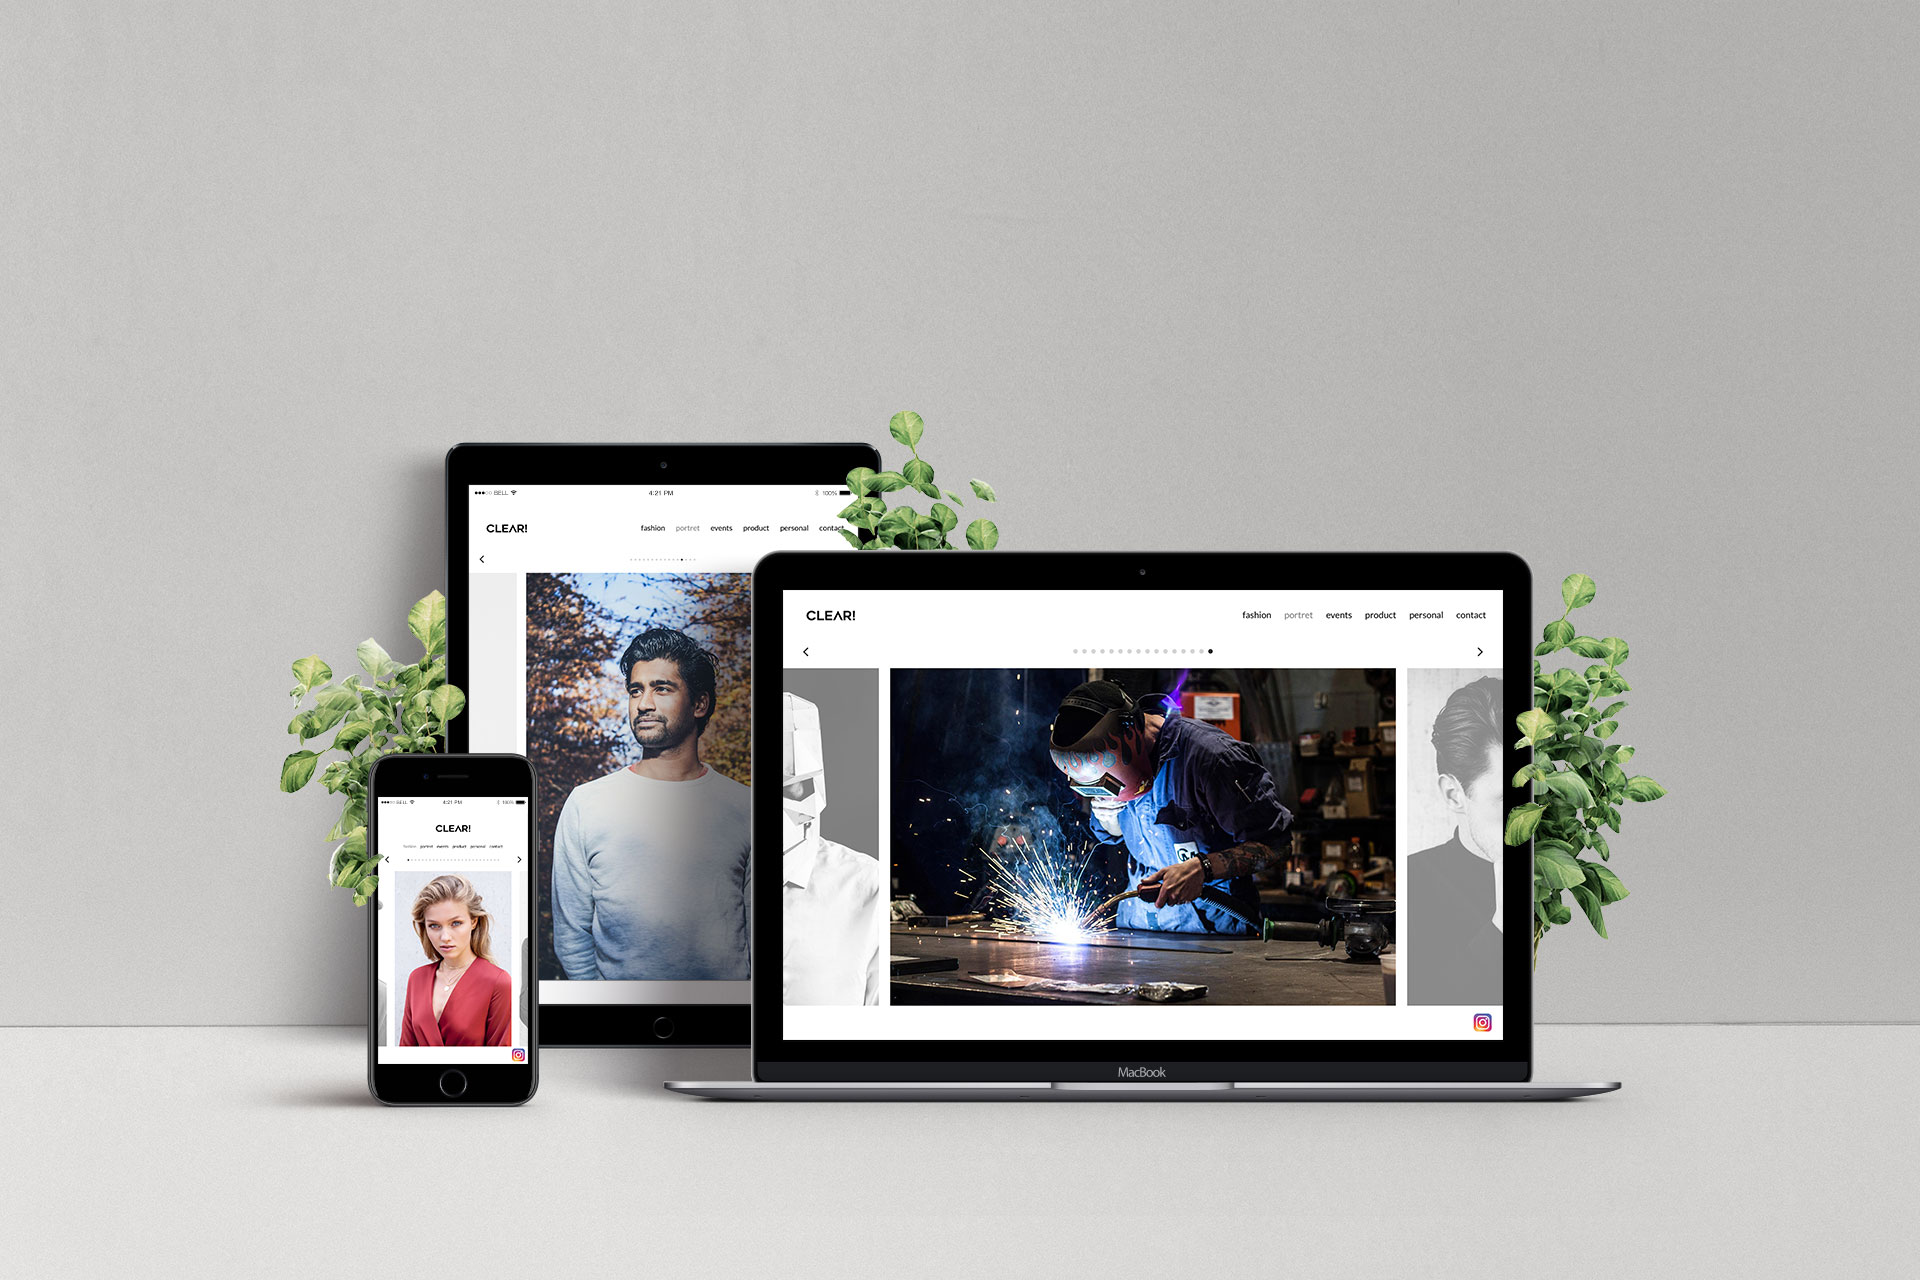 BELL
4:21 PM
100%
CLEAR!
fashion portret events product personal contact
CLEAR!
fashion portret events product personal contact
BELL
4:21 PM
100%
CLEAR!
fashion portret events product personal contact
MacBook